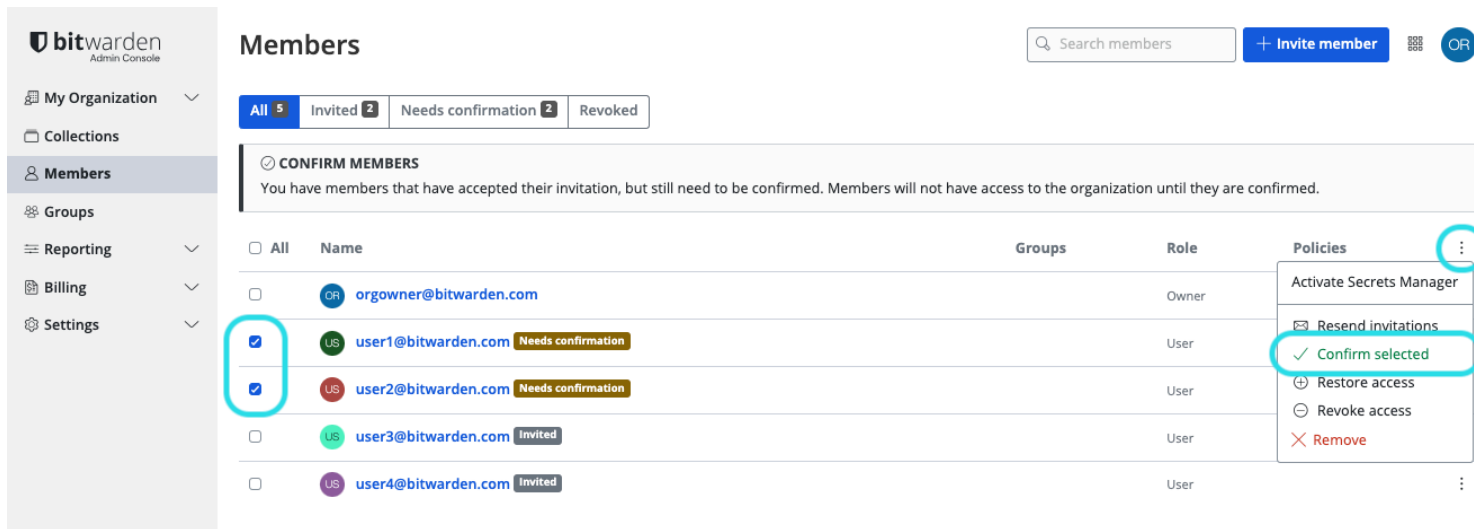 bitwarden
Admin Console
My Organization
Collections
Members
Groups
Reporting
Billing
Settings
Members
Search members
+ Invite member
OR
All 5
Invited 2
Needs confirmation 2
Revoked
CONFIRM MEMBERS
You have members that have accepted their invitation, but still need to be confirmed. Members will not have access to the organization until they are confirmed.
All Name Groups Role Policies
OR orgowner@bitwarden.com Owner
US user1@bitwarden.com Needs confirmation User
US user2@bitwarden.com Needs confirmation User
US user3@bitwarden.com Invited User
US user4@bitwarden.com Invited User
Activate Secrets Manager
Resend invitations
Confirm selected
Restore access
Revoke access
Remove